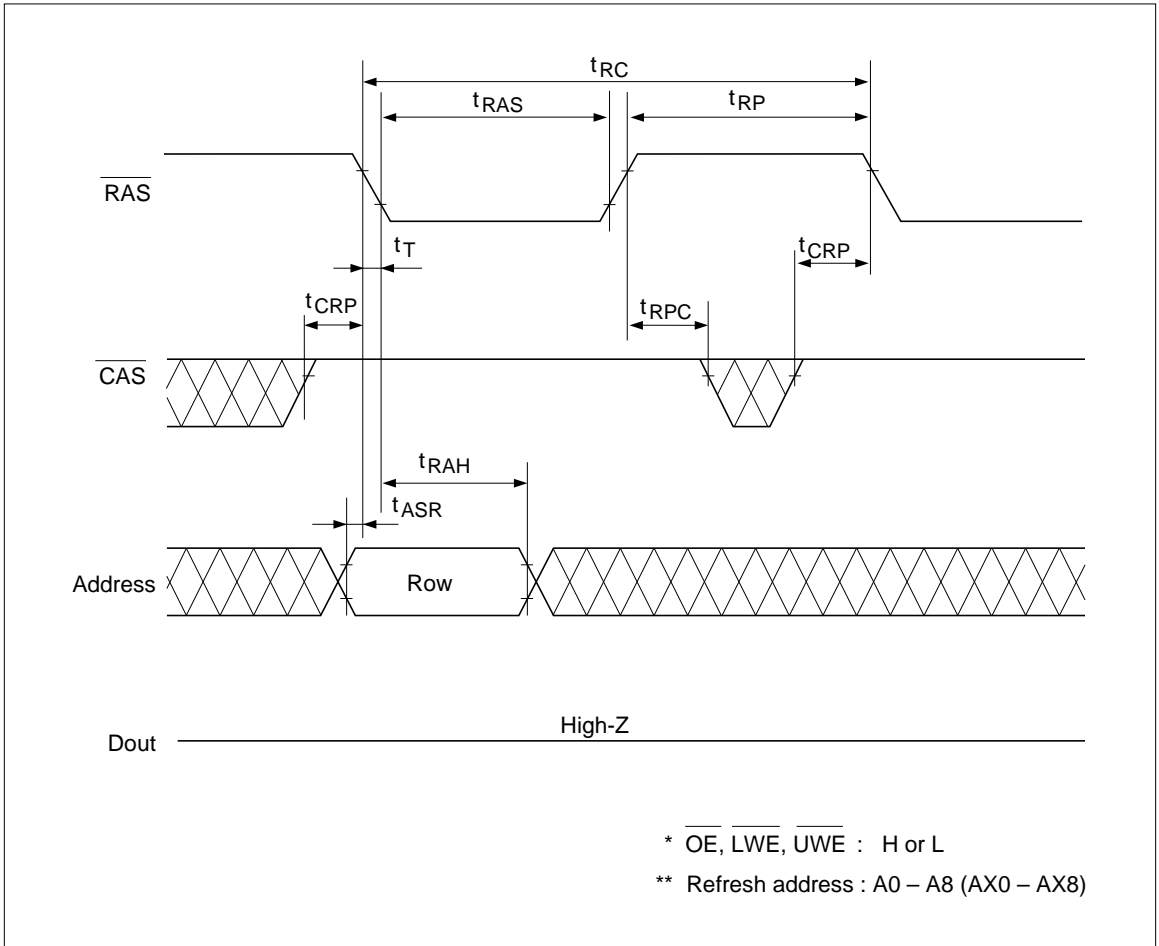 tRC
tRAS
tRP
RAS
tT
tCRP
tCRP
tRPC
CAS
tRAH
tASR
Address
Row
High-Z
Dout
* OE, LWE, UWE : H or L
** Refresh address : A0 – A8 (AX0 – AX8)